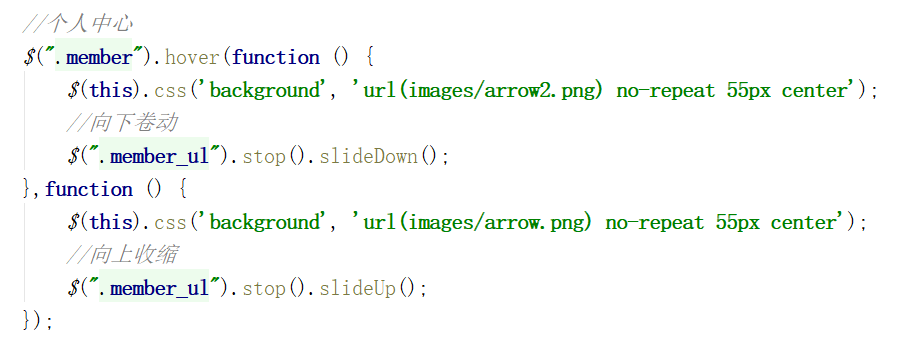 //个人中心
$(".member").hover(function () {
    $(this).css('background', 'url(images/arrow2.png) no-repeat 55px center');
    //向下卷动
    $(".member_ul").stop().slideDown();
},function () {
    $(this).css('background', 'url(images/arrow.png) no-repeat 55px center');
    //向上收缩
    $(".member_ul").stop().slideUp();
});